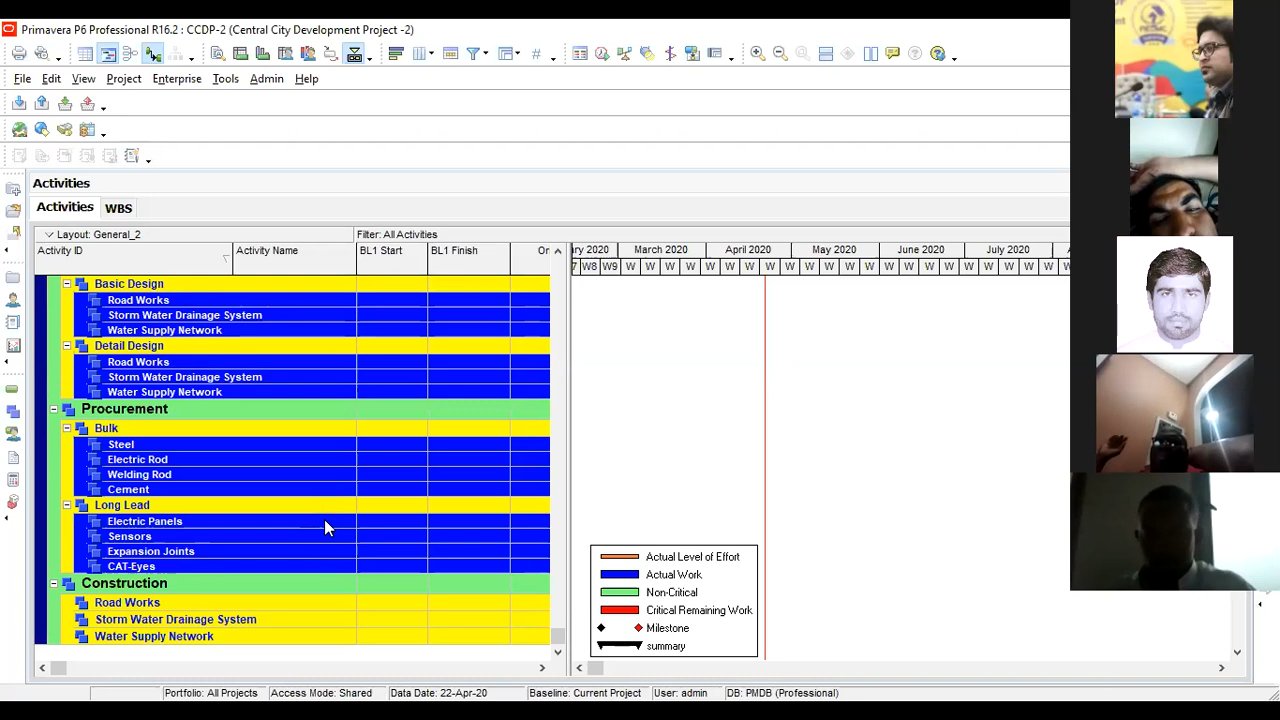 Primavera P6 Professional R16.2 : CCDP-2 (Central City Development Project -2)
File Edit View Project Enterprise Tools Admin Help
Activities
Activities WBS
Layout: General_2 Filter: All Activities
Activity ID Activity Name BL1 Start BL1 Finish Or
ry 2020 March 2020 April 2020 May 2020 June 2020 July 2020 A
7 W8 W9 W W W W W W W W W W W W W W W W W W W W W W
Basic Design
Road Works
Storm Water Drainage System
Water Supply Network
Detail Design
Road Works
Storm Water Drainage System
Water Supply Network
Procurement
Bulk
Steel
Electric Rod
Welding Rod
Cement
Long Lead
Electric Panels
Sensors
Expansion Joints
CAT-Eyes
Construction
Road Works
Storm Water Drainage System
Water Supply Network
Actual Level of Effort
Actual Work
Non-Critical
Critical Remaining Work
Milestone
summary
Portfolio: All Projects Access Mode: Shared Data Date: 22-Apr-20 Baseline: Current Project User: admin DB: PMDB (Professional)